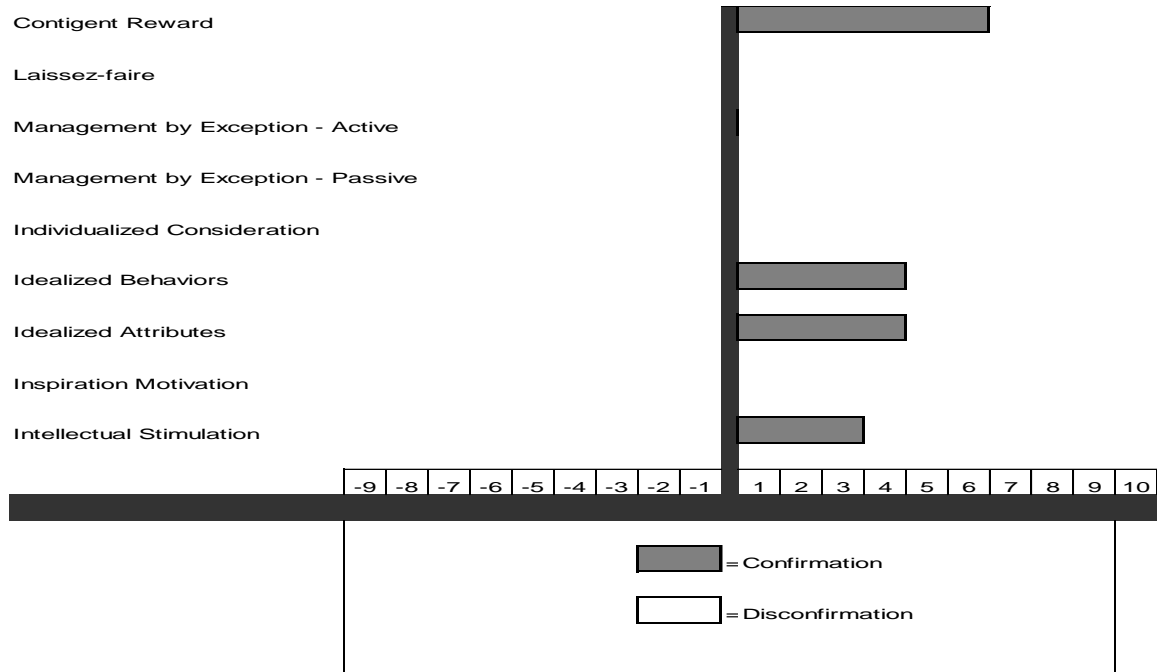 Contigent Reward
Laissez-faire
Management by Exception - Active
Management by Exception - Passive
Individualized Consideration
Idealized Behaviors
Idealized Attributes
Inspiration Motivation
Intellectual Stimulation
-9 -8 -7 -6 -5 -4 -3 -2 -1 1 2 3 4 5 6 7 8 9 10
= Confirmation
= Disconfirmation